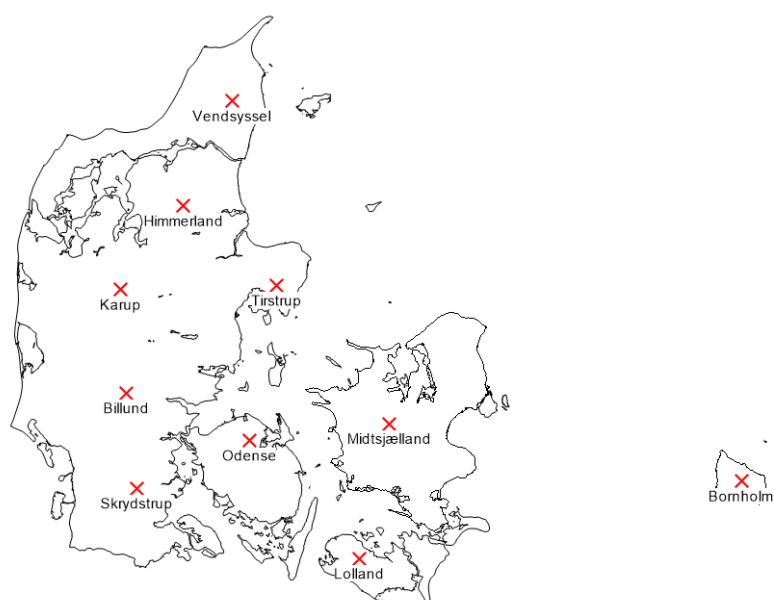 Vendsyssel
Himmerland
Karup
Tirstrup
Billund
Midtsjælland
Odense
Skrydstrup
Bornholm
Lolland